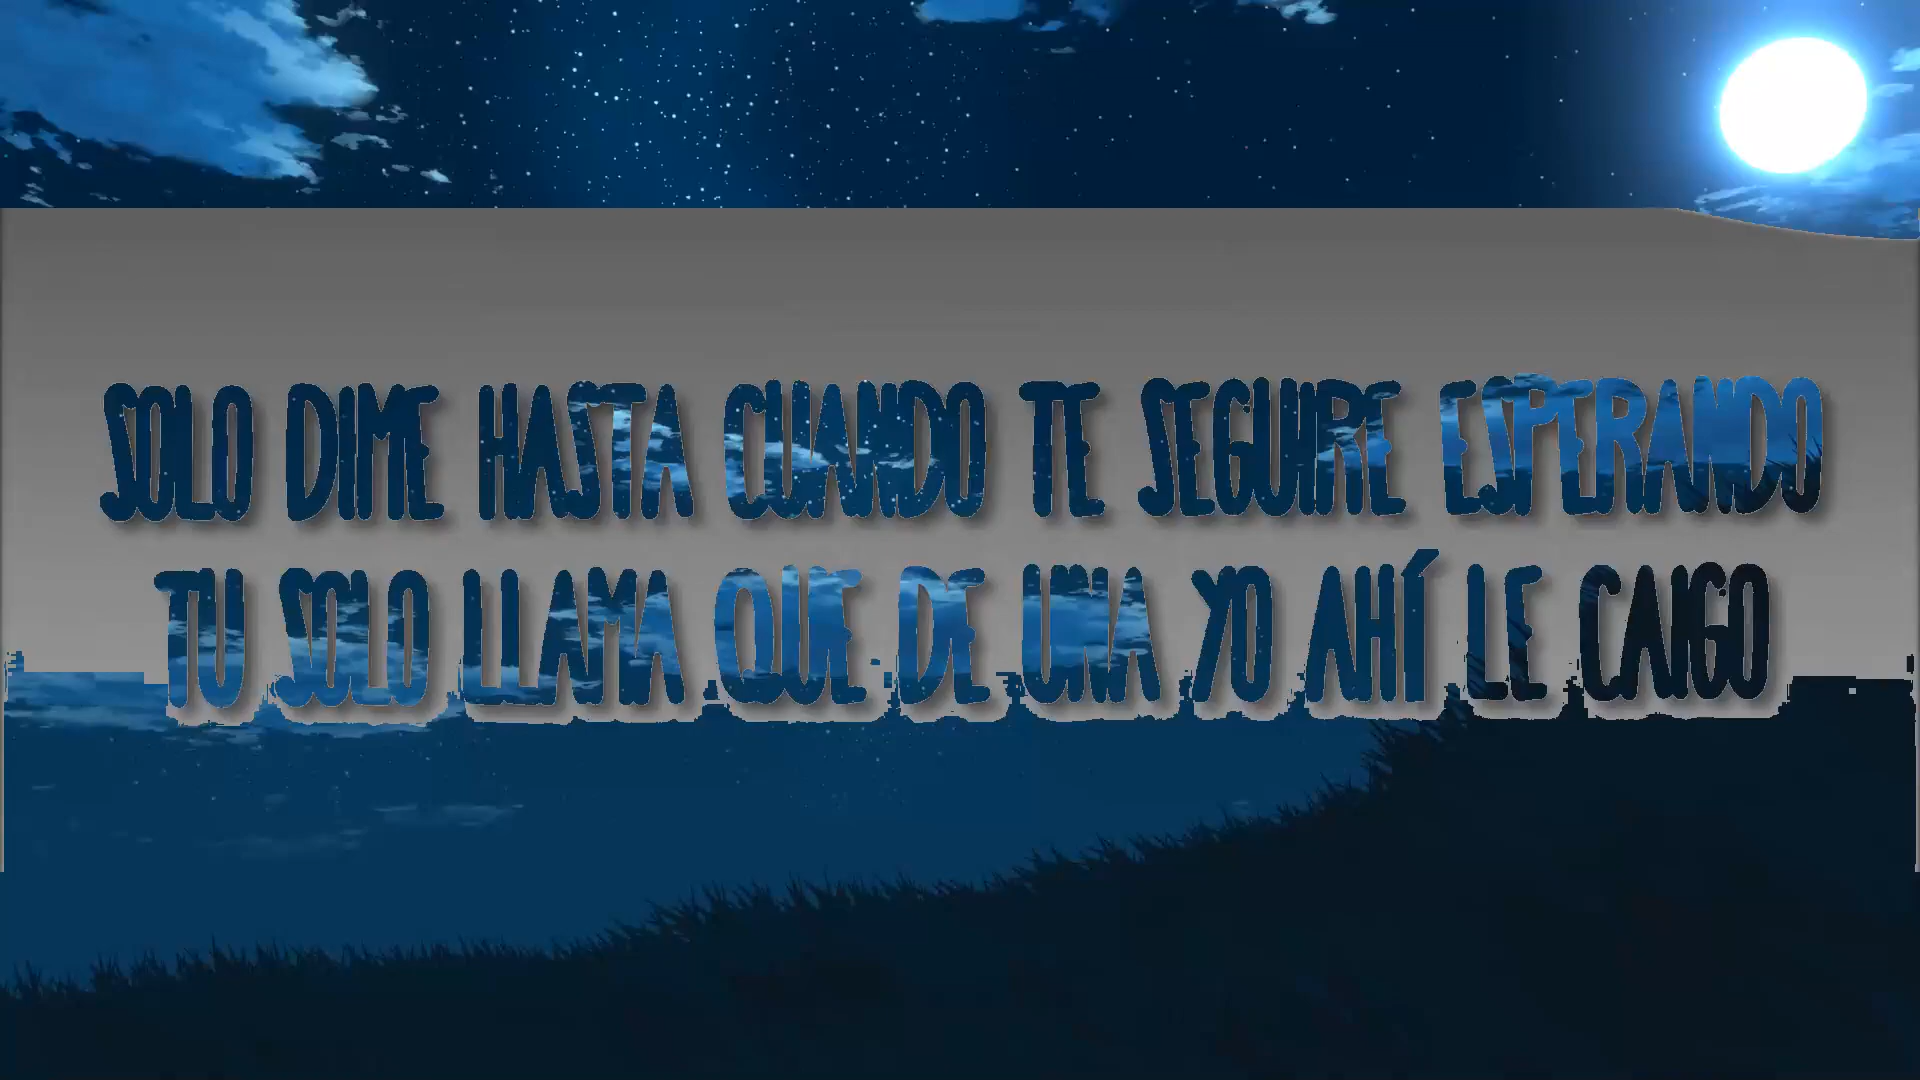 SOLO DIME HASTA CUANDO TE SEGUIRE ESPERANDO
TU SOLO LLAMA QUE DE UNA YO AHÍ LE CAIGO